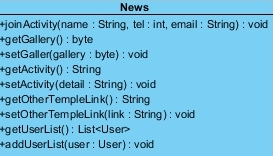 News
+joinActivity(name : String, tel : int, email : String) : void
+getGallery() : byte
+setGaller(gallery : byte) : void
+getActivity() : String
+setActivity(detail : String) : void
+getOtherTempleLink() : String
+setOtherTempleLink(link : String) : void
+getUserList() : List<User>
+addUserList(user : User) : void